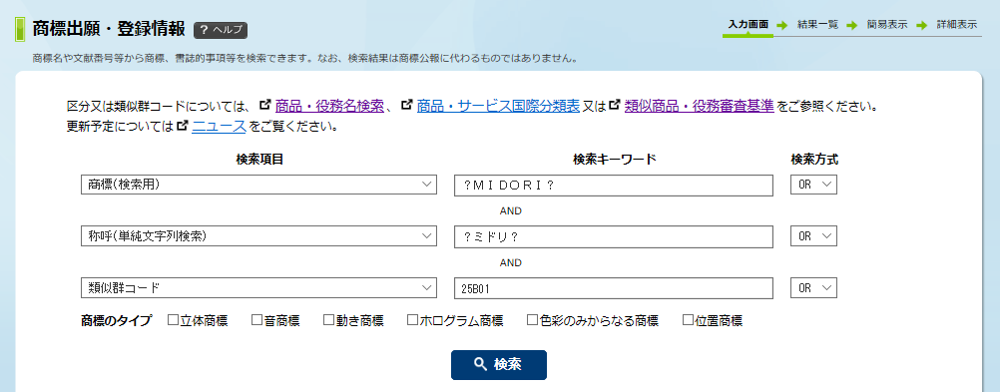 商標出願・登録情報 ? ヘルプ
入力画面 結果一覧 簡易表示 詳細表示
商標名や文献番号等から商標、書誌的事項等を検索できます。なお、検索結果は商標公報に代わるものではありません。
区分又は類似群コードについては、商品・役務名検索、商品・サービス国際分類表又は類似商品・役務審査基準をご参照ください。
更新予定についてはニュースをご覧ください。
検索項目 検索キーワード 検索方式
商標(検索用) ？ＭＩＤＯＲＩ？ OR
AND
称呼(単純文字列検索) ？ミドリ？ OR
AND
類似群コード 25B01 OR
商標のタイプ 立体商標 音商標 動き商標 ホログラム商標 色彩のみからなる商標 位置商標
検索